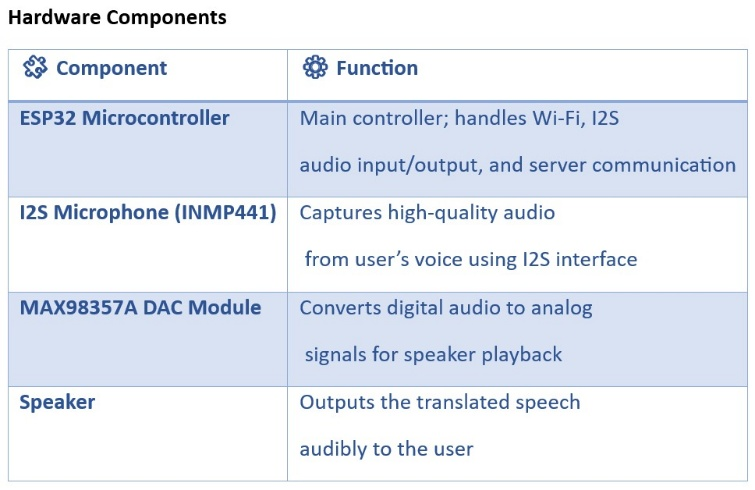 Hardware Components
Component
Function
ESP32 Microcontroller
Main controller; handles Wi-Fi, I2S
audio input/output, and server communication
I2S Microphone (INMP441)
Captures high-quality audio
from user’s voice using I2S interface
MAX98357A DAC Module
Converts digital audio to analog
signals for speaker playback
Speaker
Outputs the translated speech
audibly to the user